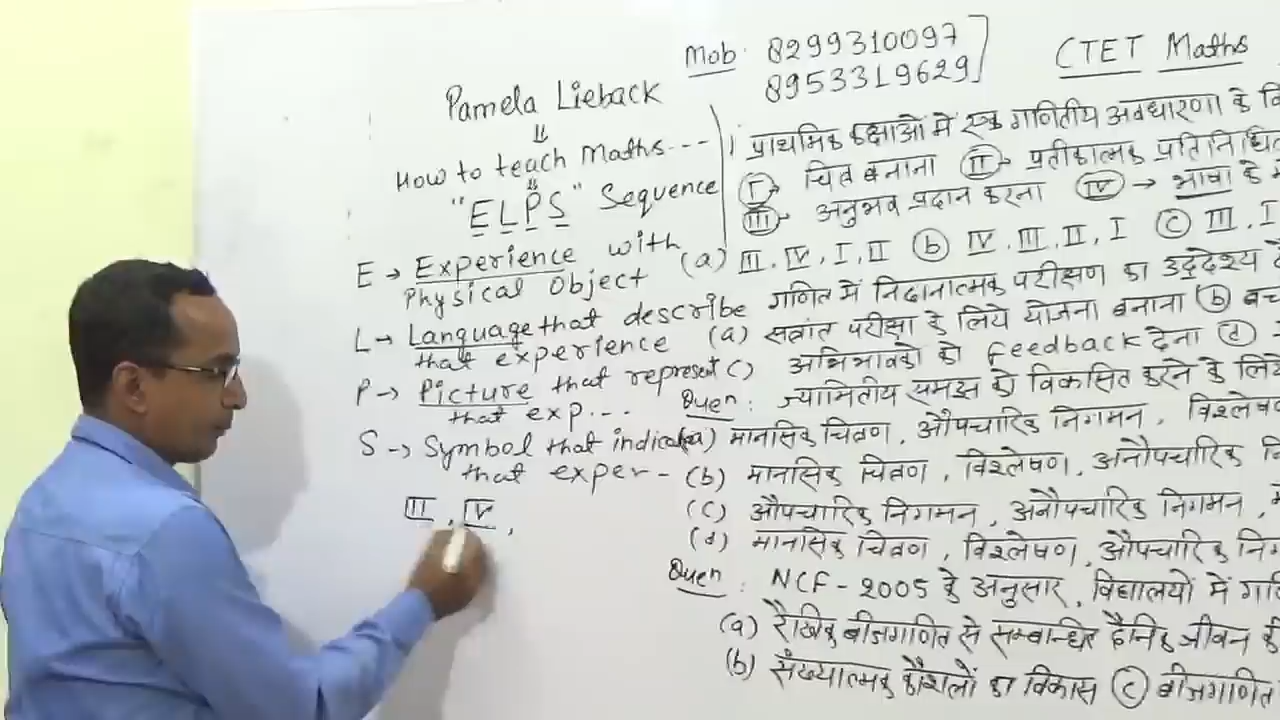 Mob: 8299310097
8953319629
CTET Maths
Pamela Lieback
⇓
How to teach Maths---
"ELPS" Sequence
E → Experience with
Physical Object
L → Language that describe
that experience
P → Picture that represent
that exp...
S → Symbol that indica
that exper-
III, IV,
1 प्राथमिक कक्षाओ मे एक गणितीय अवधारणा के वि
I → चित्र बनाना II → प्रतीकात्मक प्रतिनिधित
III → अनुभव प्रदान करना IV → भाषा के
(a) III, IV, I, II (b) IV, III, II, I (c) III, I
गणित में निदानात्मक परीक्षण का उद्देश्य
(a) सत्रांत परीक्षा के लिये योजना बनाना (b) बच
(c) अभिभावको को feedback देना (d)
Quen: ज्यामितीय समझ को विकसित करने के लिये
(a) मानसिक चित्रण, औपचारिक निगमन, विश्लेष
(b) मानसिक चित्रण, विश्लेषण, अनौपचारिक नि
(c) औपचारिक निगमन, अनौपचारिक निगमन,
(d) मानसिक चित्रण, विश्लेषण, औपचारिक निग
Quen: NCF-2005 के अनुसार, विद्यालयों में गि
(a) रैखिक बीजगणित से सम्बन्धित दैनिक जीवन की
(b) संख्यात्मक कौशलों का विकास (c) बीजगणित